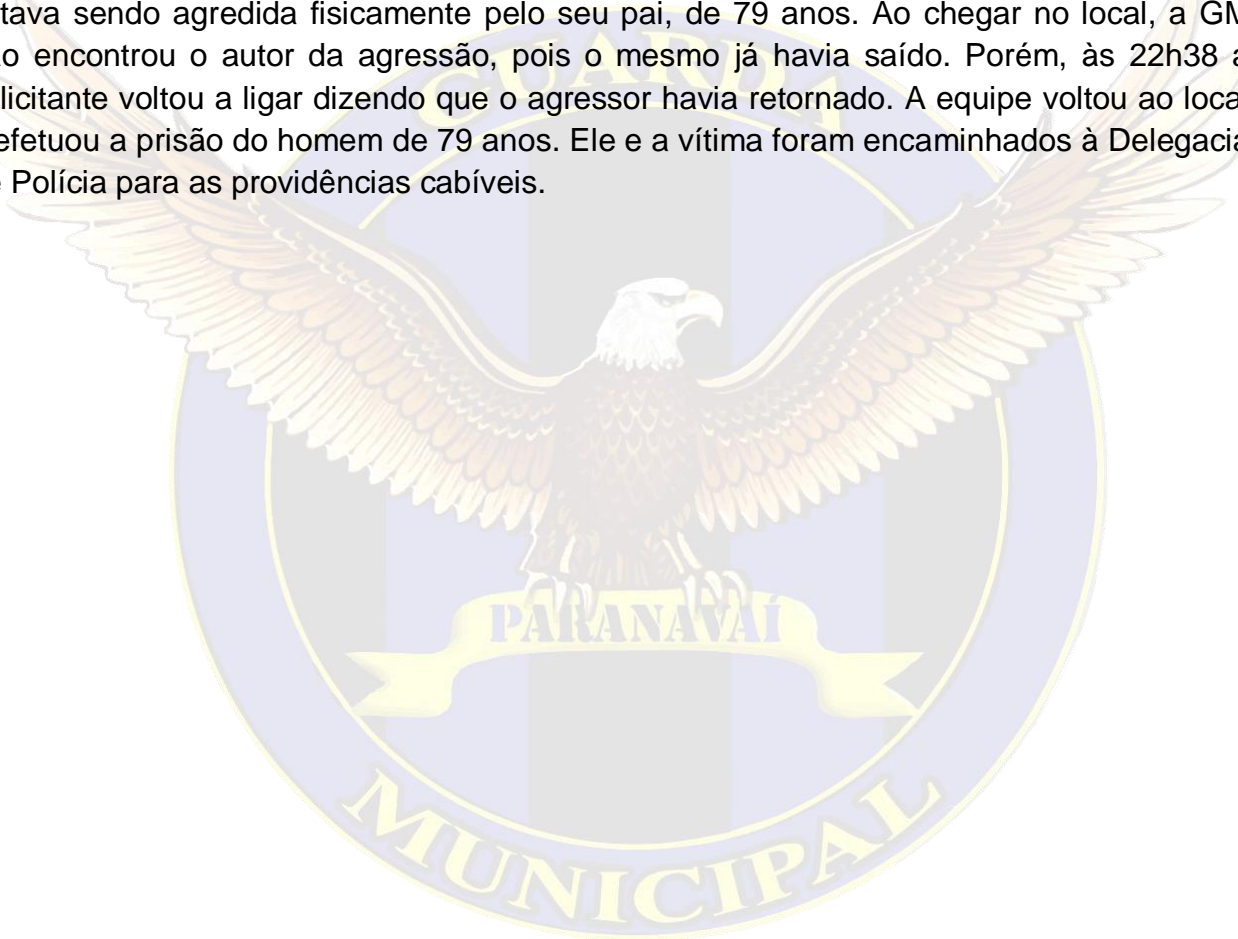 tava sendo agredida fisicamente pelo seu pai, de 79 anos. Ao chegar no local, a GM
o encontrou o autor da agressão, pois o mesmo já havia saído. Porém, às 22h38 a
licitante voltou a ligar dizendo que o agressor havia retornado. A equipe voltou ao loca
efetuou a prisão do homem de 79 anos. Ele e a vítima foram encaminhados à Delegacia
e Polícia para as providências cabíveis.
GUARDA
PARANAVAÍ
MUNICIPAL